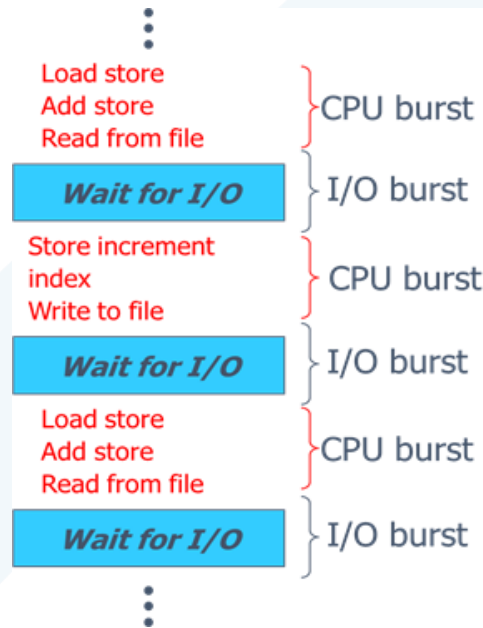 Load store
Add store
Read from file
CPU burst
Wait for I/O
I/O burst
Store increment
index
Write to file
CPU burst
Wait for I/O
I/O burst
Load store
Add store
Read from file
CPU burst
Wait for I/O
I/O burst